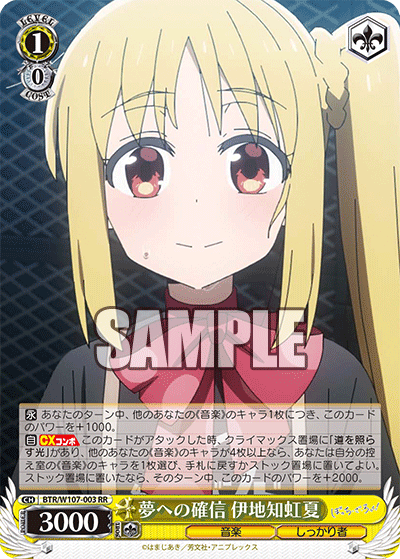 LEVEL
1
0
COST
SAMPLE
永 あなたのターン中、他のあなたの《音楽》のキャラ1枚につき、このカード
のパワーを＋1000。
自 CXコンボ このカードがアタックした時、クライマックス置場に「道を照ら
す光」があり、他のあなたの《音楽》のキャラが4枚以上なら、あなたは自分の控
え室の《音楽》のキャラを1枚選び、手札に戻すかストック置場に置いてよい。
ストック置場に置いたなら、そのターン中、このカードのパワーを＋2000。
CD BTR/W107-003 RR
3000
夢への確信 伊地知虹夏
ぼっち・ざ・ろっく！
音楽
しっかり者
©はまじあき／芳文社・アニプレックス